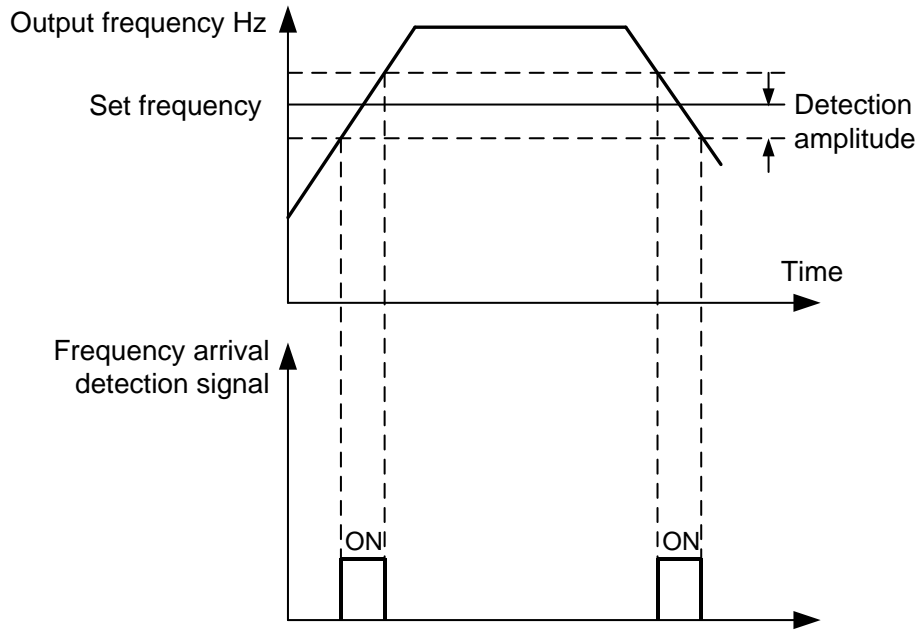 Output frequency Hz
Set frequency
Detection
amplitude
Time
Frequency arrival
detection signal
ON
ON